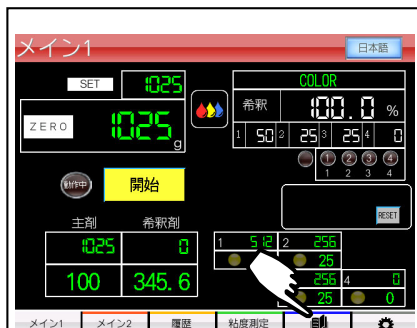 メイン1 日本語
SET 1025
ZERO 1025 g
COLOR
希釈 100.0 %
1 50 2 25 3 25 4 0
1 2 3 4
1 2 3 4
動作中 開始
RESET
主剤 希釈剤
1025 0
100 345.6
1 512 2 256
25
256 4 0
25 0
メイン1 メイン2 履歴 粘度測定